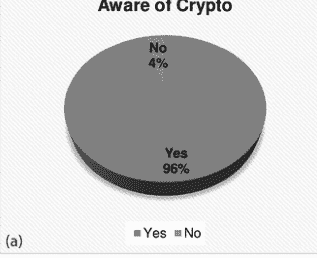 Aware of Crypto
No
4%
Yes
96%
Yes No
(a)